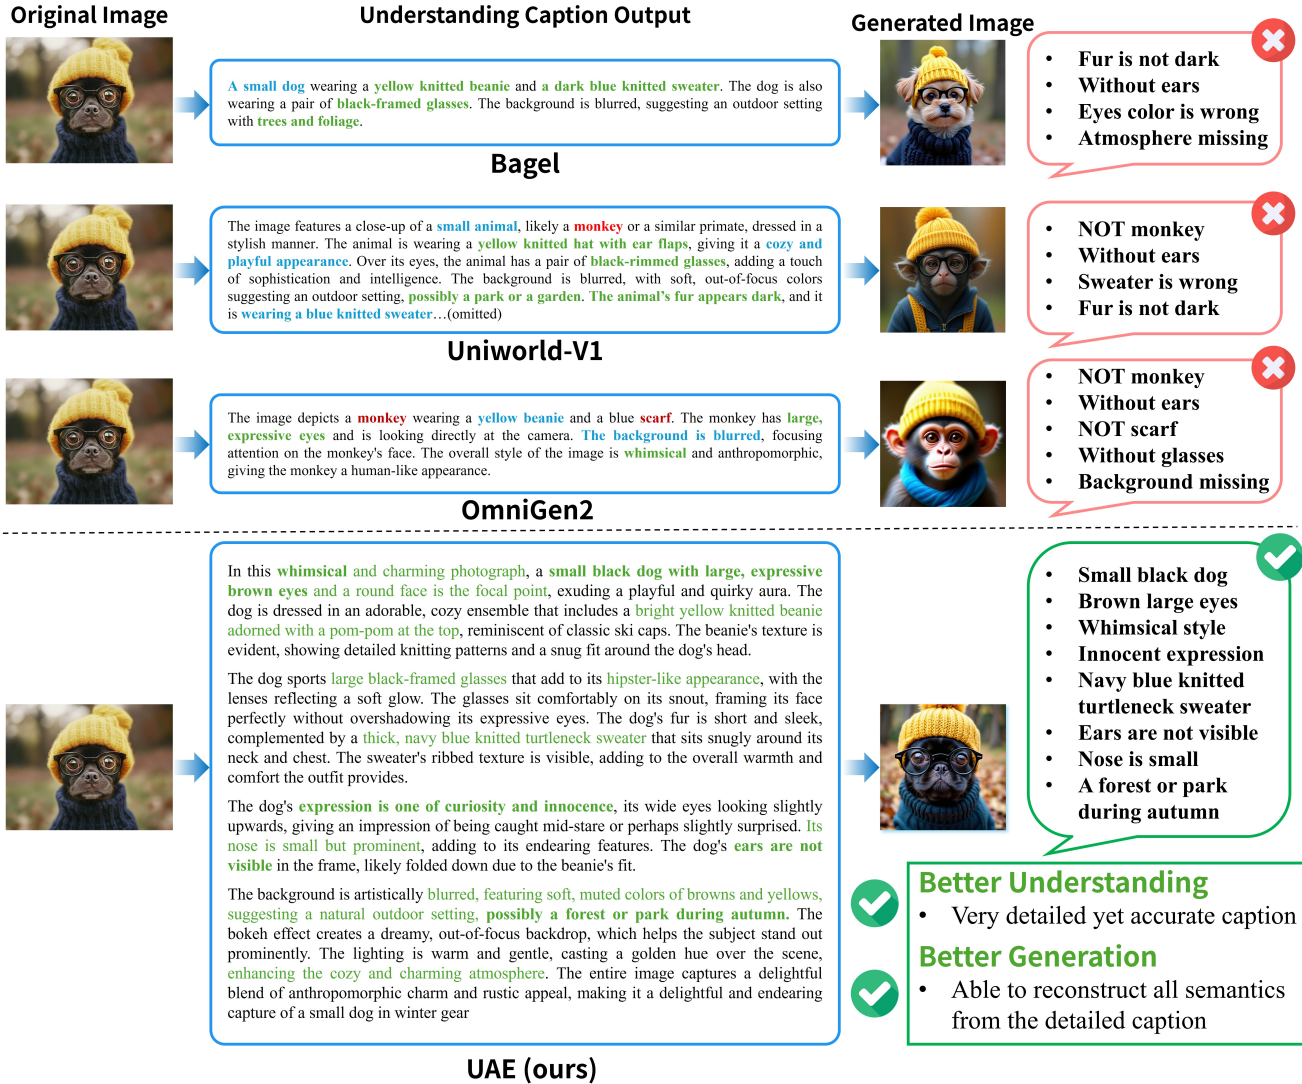 Original Image
Understanding Caption Output
Generated Image
A small dog wearing a yellow knitted beanie and a dark blue knitted sweater. The dog is also
wearing a pair of black-framed glasses. The background is blurred, suggesting an outdoor setting
with trees and foliage.
Bagel
• Fur is not dark
• Without ears
• Eyes color is wrong
• Atmosphere missing
The image features a close-up of a small animal, likely a monkey or a similar primate, dressed in a
stylish manner. The animal is wearing a yellow knitted hat with ear flaps, giving it a cozy and
playful appearance. Over its eyes, the animal has a pair of black-rimmed glasses, adding a touch
of sophistication and intelligence. The background is blurred, with soft, out-of-focus colors
suggesting an outdoor setting, possibly a park or a garden. The animal's fur appears dark, and it
is wearing a blue knitted sweater…(omitted)
Uniworld-V1
• NOT monkey
• Without ears
• Sweater is wrong
• Fur is not dark
The image depicts a monkey wearing a yellow beanie and a blue scarf. The monkey has large,
expressive eyes and is looking directly at the camera. The background is blurred, focusing
attention on the monkey's face. The overall style of the image is whimsical and anthropomorphic,
giving the monkey a human-like appearance.
OmniGen2
• NOT monkey
• Without ears
• NOT scarf
• Without glasses
• Background missing
In this whimsical and charming photograph, a small black dog with large, expressive
brown eyes and a round face is the focal point, exuding a playful and quirky aura. The
dog is dressed in an adorable, cozy ensemble that includes a bright yellow knitted beanie
adorned with a pom-pom at the top, reminiscent of classic ski caps. The beanie's texture is
evident, showing detailed knitting patterns and a snug fit around the dog's head.
The dog sports large black-framed glasses that add to its hipster-like appearance, with the
lenses reflecting a soft glow. The glasses sit comfortably on its snout, framing its face
perfectly without overshadowing its expressive eyes. The dog's fur is short and sleek,
complemented by a thick, navy blue knitted turtleneck sweater that sits snugly around its
neck and chest. The sweater's ribbed texture is visible, adding to the overall warmth and
comfort the outfit provides.
The dog's expression is one of curiosity and innocence, its wide eyes looking slightly
upwards, giving an impression of being caught mid-stare or perhaps slightly surprised. Its
nose is small but prominent, adding to its endearing features. The dog's ears are not
visible in the frame, likely folded down due to the beanie's fit.
The background is artistically blurred, featuring soft, muted colors of browns and yellows,
suggesting a natural outdoor setting, possibly a forest or park during autumn. The
bokeh effect creates a dreamy, out-of-focus backdrop, which helps the subject stand out
prominently. The lighting is warm and gentle, casting a golden hue over the scene,
enhancing the cozy and charming atmosphere. The entire image captures a delightful
blend of anthropomorphic charm and rustic appeal, making it a delightful and endearing
capture of a small dog in winter gear
UAE (ours)
• Small black dog
• Brown large eyes
• Whimsical style
• Innocent expression
• Navy blue knitted
turtleneck sweater
• Ears are not visible
• Nose is small
• A forest or park
during autumn
Better Understanding
• Very detailed yet accurate caption
Better Generation
• Able to reconstruct all semantics
from the detailed caption